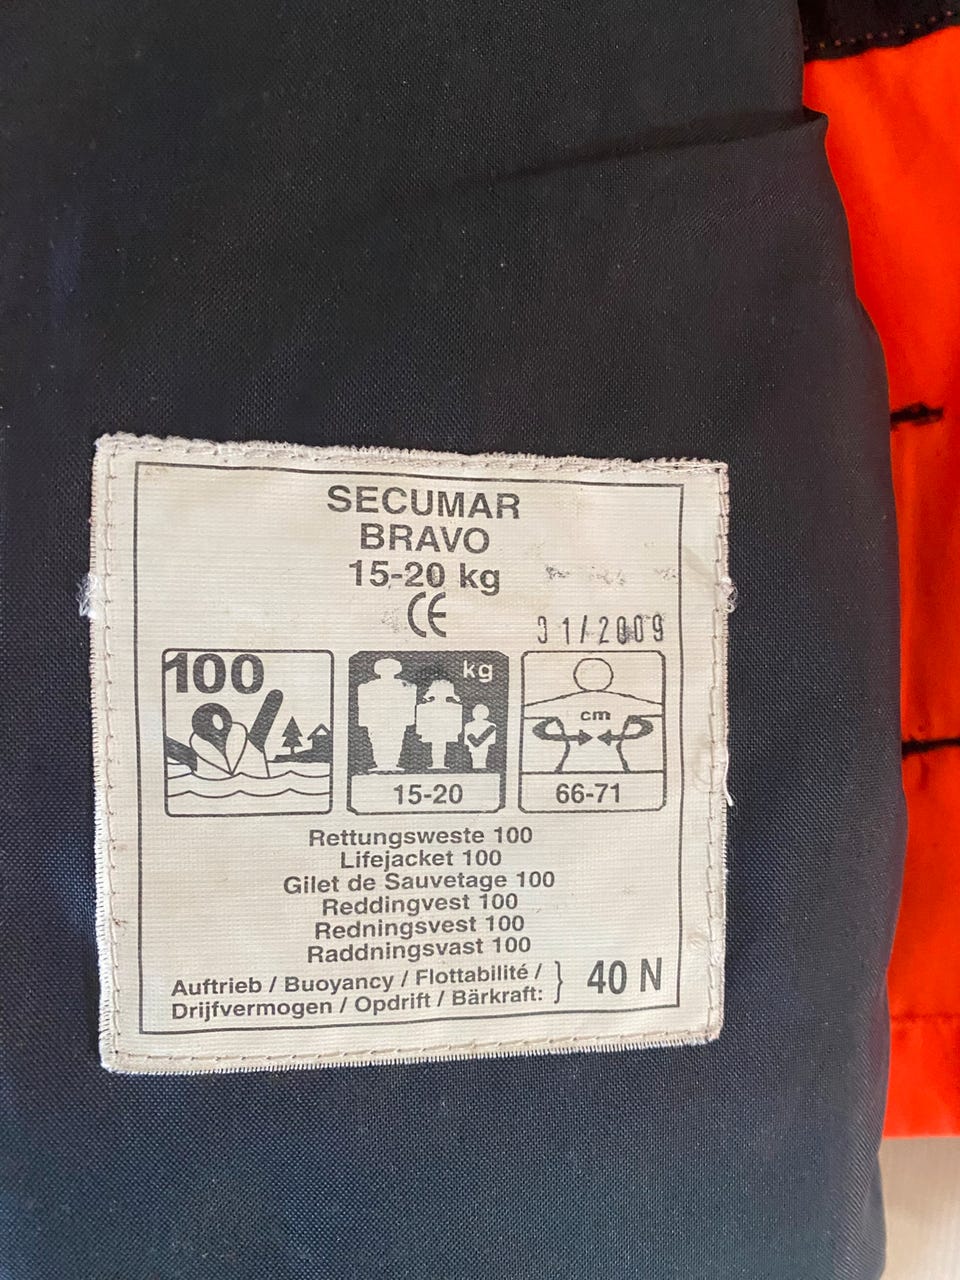 SECUMAR
BRAVO
15-20 kg
CE
01/2009
100
kg
15-20
cm
66-71
Rettungsweste 100
Lifejacket 100
Gilet de Sauvetage 100
Reddingvest 100
Redningsvest 100
Raddningsvast 100
Auftrieb / Buoyancy / Flottabilité /
Drijfvermogen / Opdrift / Bärkraft: } 40 N